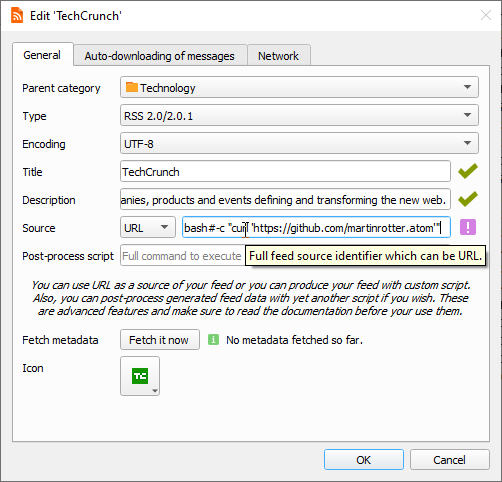 Edit 'TechCrunch'
General Auto-downloading of messages Network
Parent category Technology
Type RSS 2.0/2.0.1
Encoding UTF-8
Title TechCrunch
Description anies, products and events defining and transforming the new web.
Source URL bash#-c "curl 'https://github.com/martinrotter.atom'"
Post-process script Full command to execute
Full feed source identifier which can be URL.
You can use URL as a source of your feed or you can produce your feed with custom script.
Also, you can post-process generated feed data with yet another script if you wish. These
are advanced features and make sure to read the documentation before your use them.
Fetch metadata Fetch it now No metadata fetched so far.
Icon TC
OK Cancel